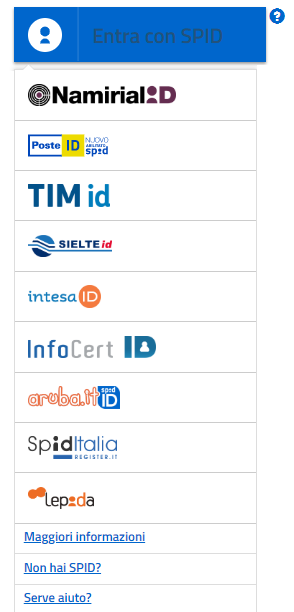 Entra con SPID
?
NamirialID
Poste ID NUOVO
ABILITATO
spid
TIM id
SIELTE id
intesa ID
InfoCert ID
aruba.it spid
ID
SpidItalia
REGISTER.IT
lepida
Maggiori informazioni
Non hai SPID?
Serve aiuto?